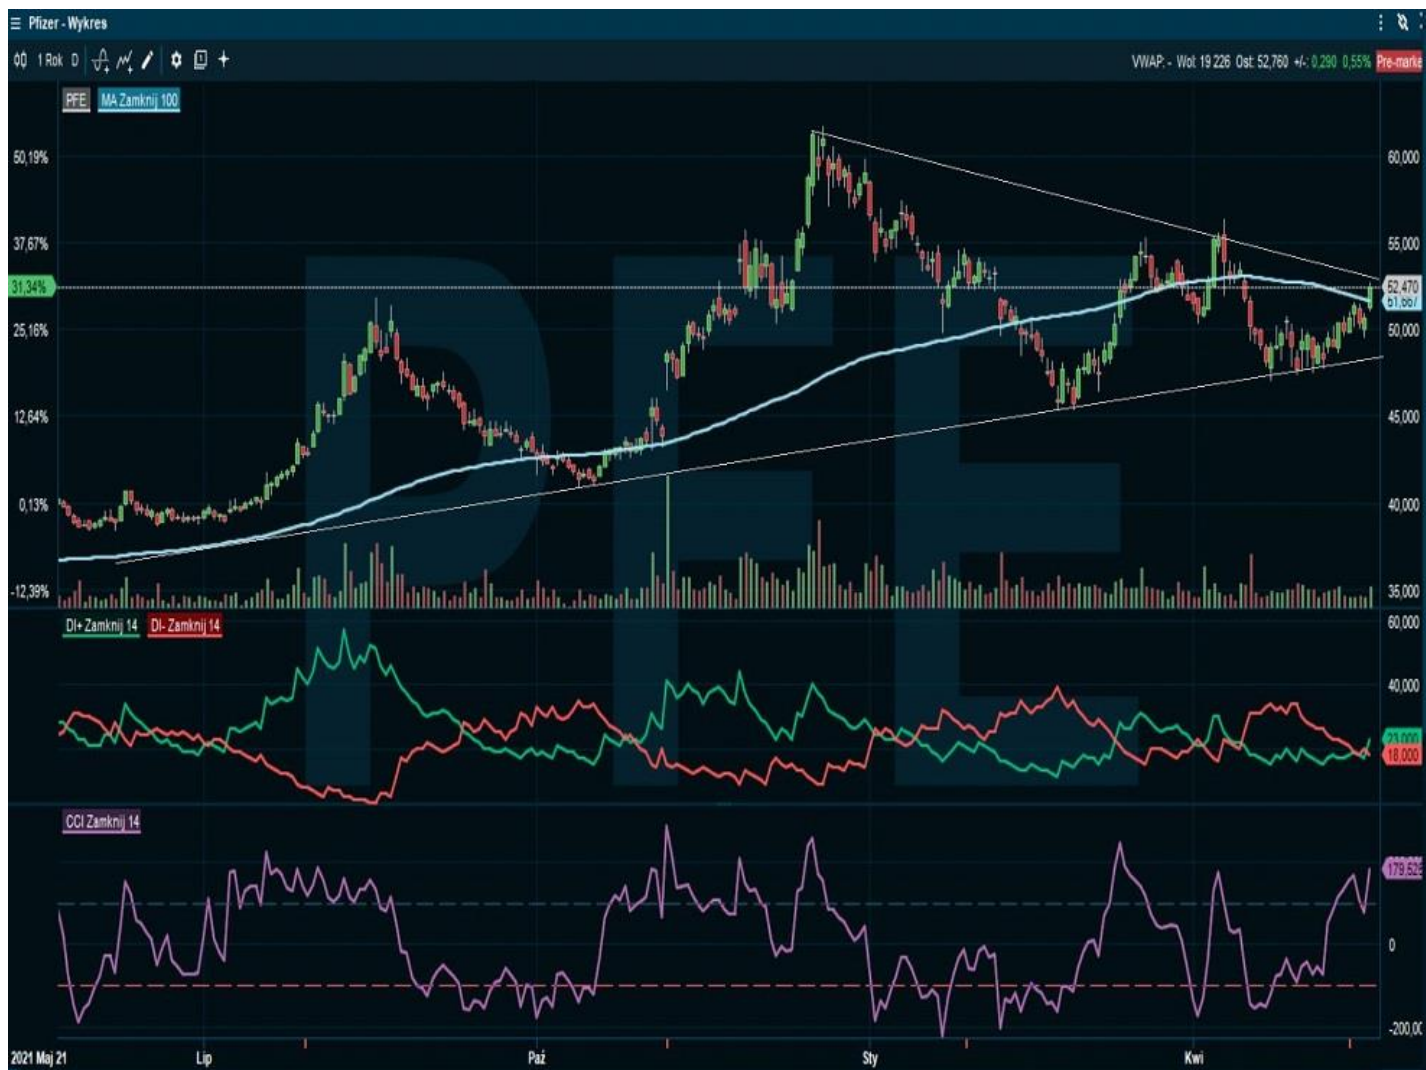 Pfizer - Wykres
1 Rok D
VWAP: - Wol: 19 226 Ost: 52,760 +/-: 0,290 0,55% Pre-marke
PFE MA Zamknij 100
50,19% 60,000
37,67% 55,000
31,34% 52,470
51,667
25,16% 50,000
12,64% 45,000
0,13% 40,000
-12,39% 35,000
PFE
DI+ Zamknij 14 DI- Zamknij 14
60,000
40,000
23,000
18,000
CCI Zamknij 14
179,528
0
-200,00
2021 Maj 21 Lip Paź Sty Kwi